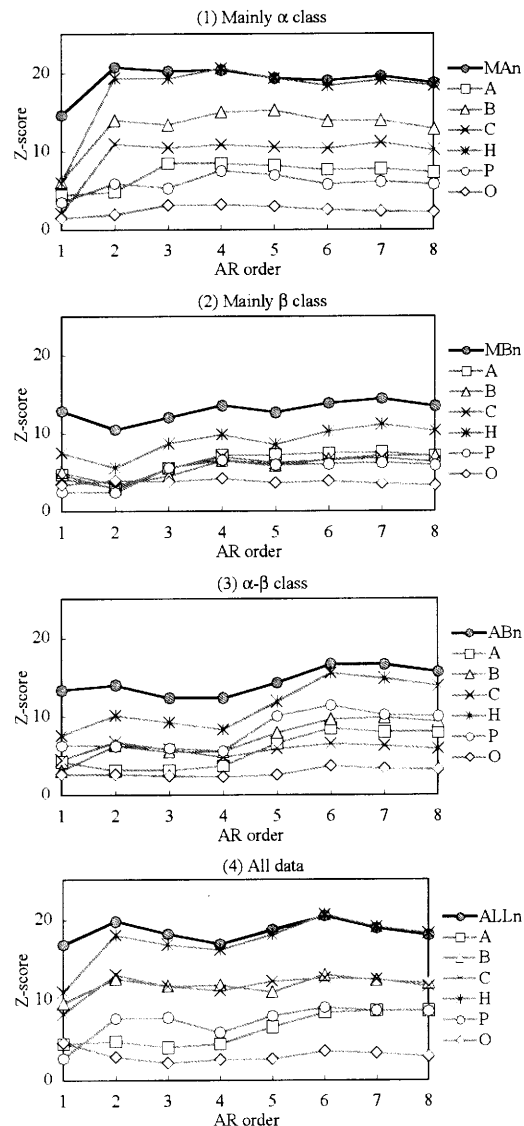 (1) Mainly α class
20
10
0
Z-score
1 2 3 4 5 6 7 8
AR order
MAn
A
B
C
H
P
O
(2) Mainly β class
20
10
0
Z-score
1 2 3 4 5 6 7 8
AR order
MBn
A
B
C
H
P
O
(3) α-β class
20
10
0
Z-score
1 2 3 4 5 6 7 8
AR order
ABn
A
B
C
H
P
O
(4) All data
20
10
0
Z-score
1 2 3 4 5 6 7 8
AR order
ALLn
A
B
C
H
P
O